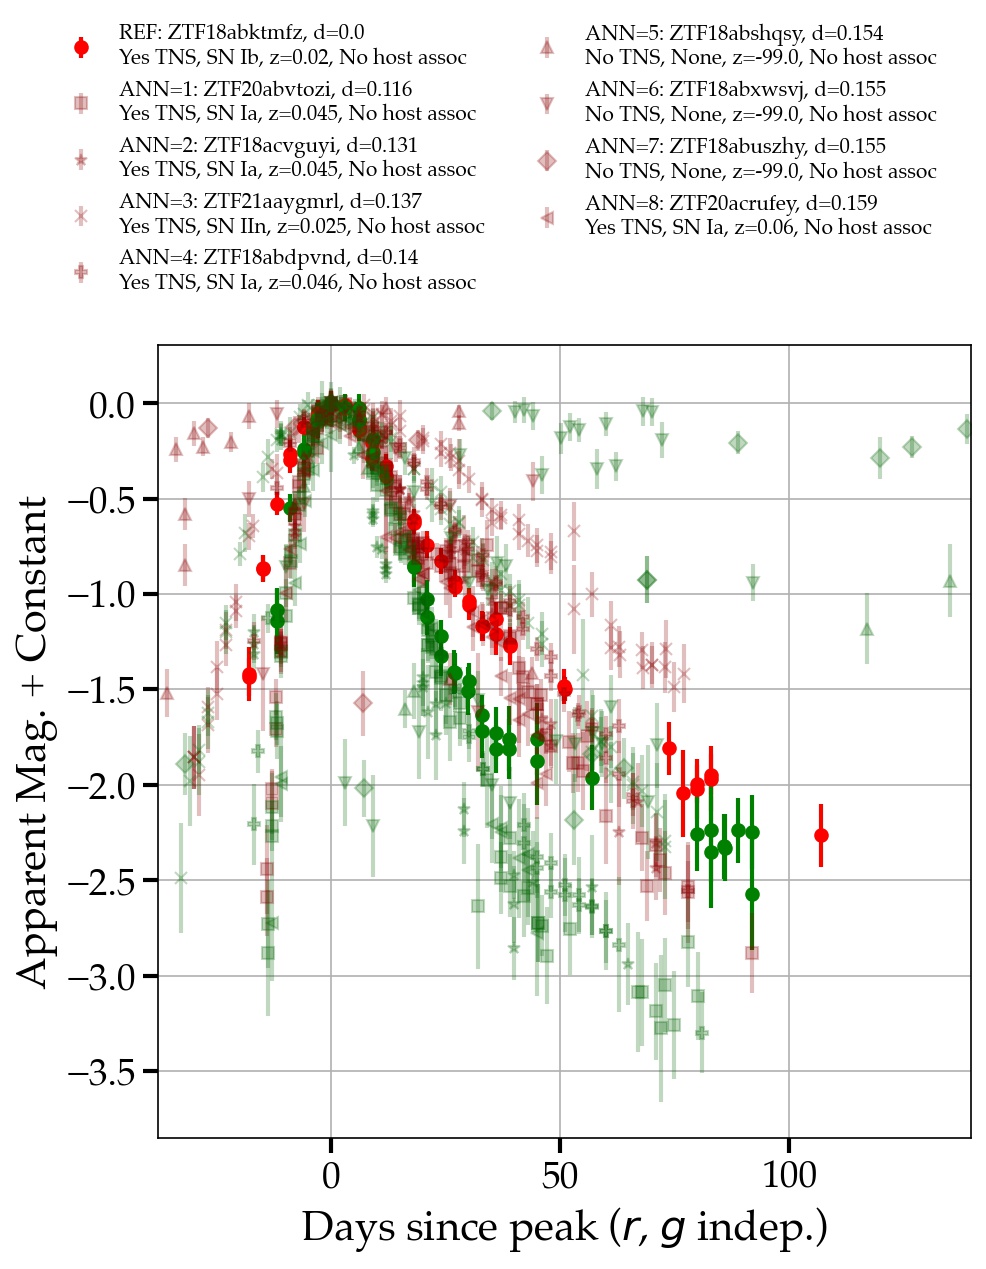 REF: ZTF18abktmfz, d=0.0
Yes TNS, SN Ib, z=0.02, No host assoc
ANN=1: ZTF20abvtozi, d=0.116
Yes TNS, SN Ia, z=0.045, No host assoc
ANN=2: ZTF18acvguyi, d=0.131
Yes TNS, SN Ia, z=0.045, No host assoc
ANN=3: ZTF21aaygmrl, d=0.137
Yes TNS, SN IIn, z=0.025, No host assoc
ANN=4: ZTF18abdpvnd, d=0.14
Yes TNS, SN Ia, z=0.046, No host assoc
ANN=5: ZTF18abshqsy, d=0.154
No TNS, None, z=-99.0, No host assoc
ANN=6: ZTF18abxwsvj, d=0.155
No TNS, None, z=-99.0, No host assoc
ANN=7: ZTF18abuszhy, d=0.155
No TNS, None, z=-99.0, No host assoc
ANN=8: ZTF20acrufey, d=0.159
Yes TNS, SN Ia, z=0.06, No host assoc
Apparent Mag. + Constant
0.0
−0.5
−1.0
−1.5
−2.0
−2.5
−3.0
−3.5
0 50 100
Days since peak (r, g indep.)